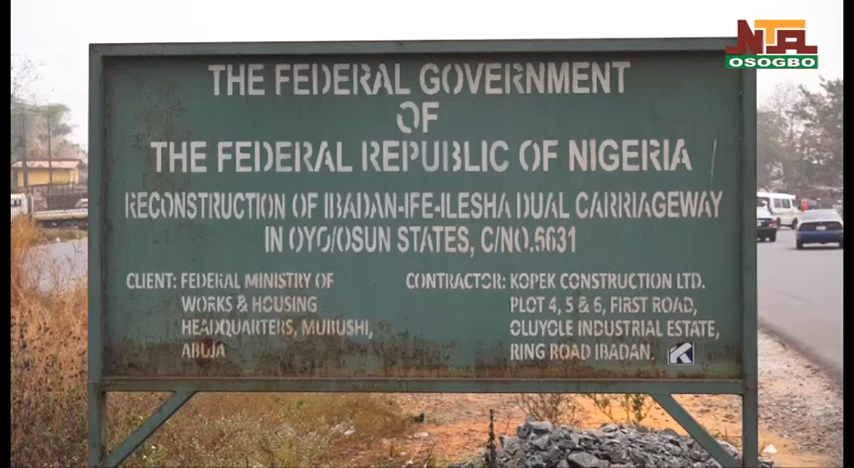 NTA
OSOGBO
THE FEDERAL GOVERNMENT
OF
THE FEDERAL REPUBLIC OF NIGERIA
RECONSTRUCTION OF IBADAN-IFE-ILESHA DUAL CARRIAGEWAY
IN OYO/OSUN STATES, C/NO.6631
CLIENT: FEDERAL MINISTRY OF
WORKS & HOUSING
HEADQUARTERS, MUBUSHI,
ABUJA
CONTRACTOR: KOPEK CONSTRUCTION LTD.
PLOT 4, 5 & 6, FIRST ROAD,
OLUYOLE INDUSTRIAL ESTATE,
RING ROAD IBADAN.